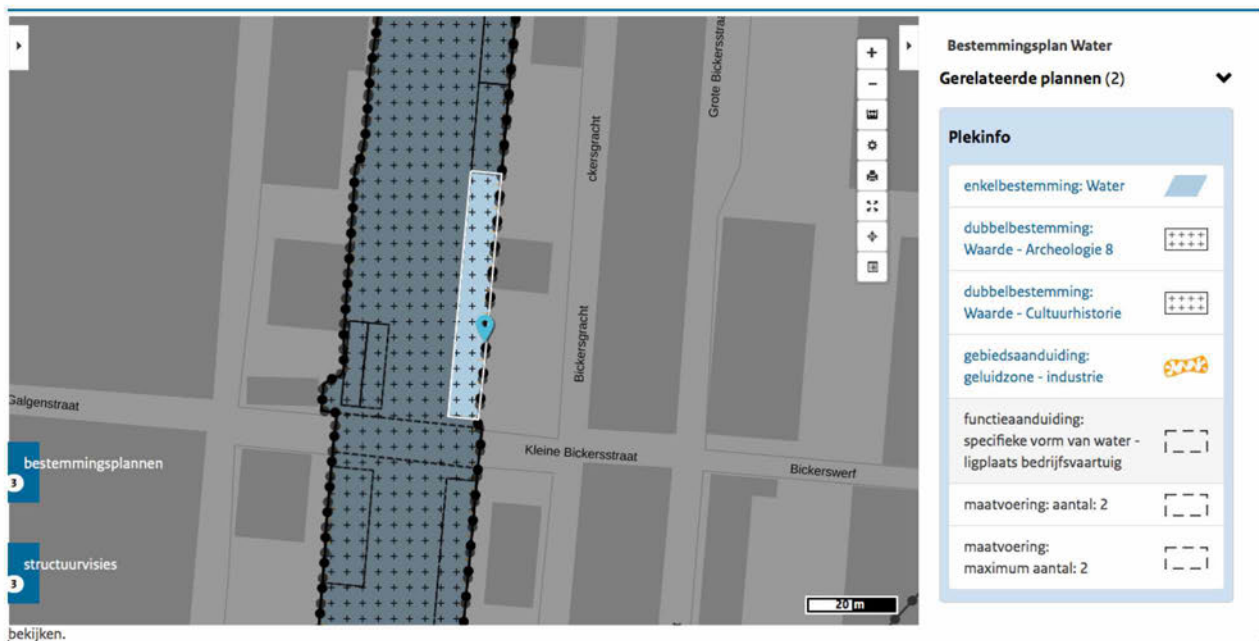 Bestemmingsplan Water
Gerelateerde plannen (2)
Plekinfo
enkelbestemming: Water
dubbelbestemming:
Waarde - Archeologie 8
dubbelbestemming:
Waarde - Cultuurhistorie
gebiedsaanduiding:
geluidzone - industrie
functieaanduiding:
specifieke vorm van water -
ligplaats bedrijfsvaartuig
maatvoering: aantal: 2
maatvoering:
maximum aantal: 2
Grote Bickersstraa
ckersgracht
Bickersgracht
Galgenstraat
Kleine Bickersstraat
Bickerswerf
bestemmingsplannen
3
structuurvisies
3
20 m
bekijken.